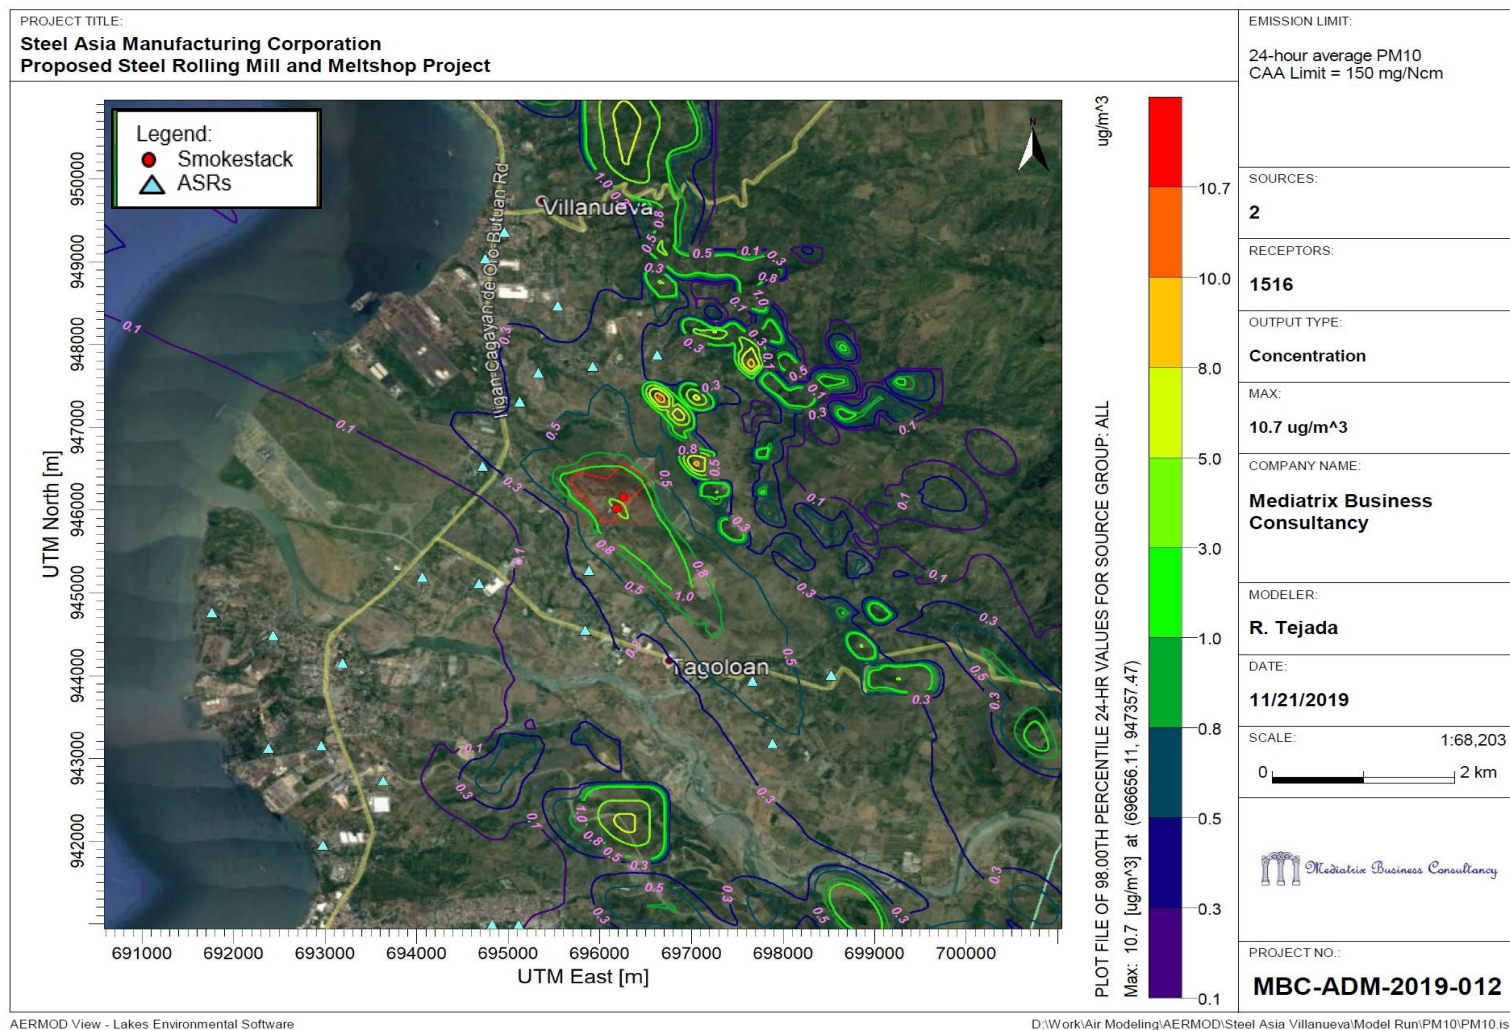 PROJECT TITLE:
Steel Asia Manufacturing Corporation
Proposed Steel Rolling Mill and Meltshop Project
EMISSION LIMIT:
24-hour average PM10
CAA Limit = 150 mg/Ncm
SOURCES:
2
RECEPTORS:
1516
OUTPUT TYPE:
Concentration
MAX:
10.7 ug/m^3
COMPANY NAME:
Mediatrix Business
Consultancy
MODELER:
R. Tejada
DATE:
11/21/2019
SCALE:
1:68,203
0
2 km
Mediatrix Business Consultancy
PROJECT NO.:
MBC-ADM-2019-012
Legend:
Smokestack
ASRs
N
Villanueva
Iligan-Cagayan de Oro-Butuan Rd
Tagoloan
UTM North [m]
950000
949000
948000
947000
946000
945000
944000
943000
942000
691000
692000
693000
694000
695000
696000
697000
698000
699000
700000
UTM East [m]
ug/m^3
PLOT FILE OF 98.00TH PERCENTILE 24-HR VALUES FOR SOURCE GROUP: ALL
Max: 10.7 [ug/m^3] at (696656.11, 947357.47)
10.7
10.0
8.0
5.0
3.0
1.0
0.8
0.5
0.3
0.1
AERMOD View - Lakes Environmental Software
D:\Work\Air Modeling\AERMOD\Steel Asia Villanueva\Model Run\PM10\PM10.is